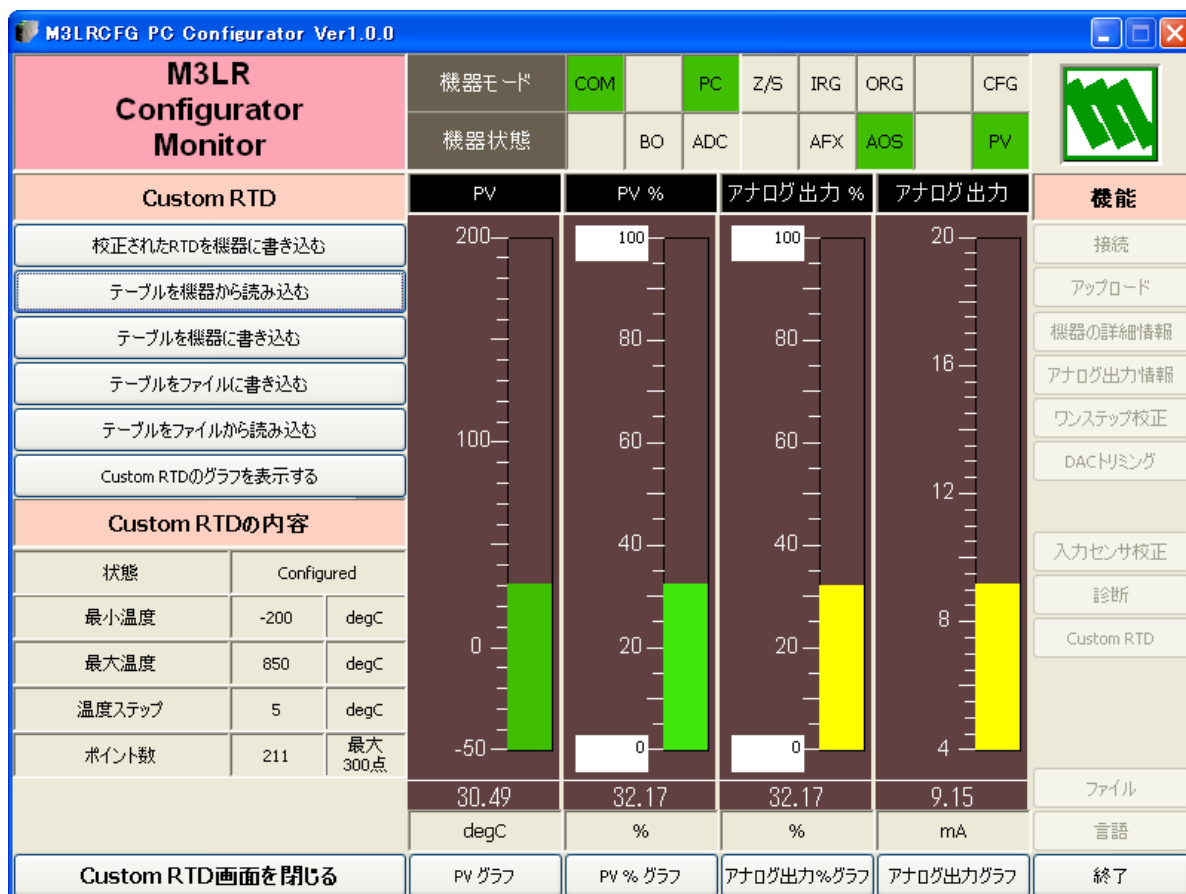 M3LRCFG PC Configurator Ver1.0.0
M3LR
Configurator
Monitor
機器モード
COM
PC
Z/S
IRG
ORG
CFG
機器状態
BO
ADC
AFX
AOS
PV
Custom RTD
校正されたRTDを機器に書き込む
テーブルを機器から読み込む
テーブルを機器に書き込む
テーブルをファイルに書き込む
テーブルをファイルから読み込む
Custom RTDのグラフを表示する
Custom RTDの内容
状態
Configured
最小温度
-200
degC
最大温度
850
degC
温度ステップ
5
degC
ポイント数
211
最大
300点
Custom RTD画面を閉じる
PV
200
100
0
-50
30.49
degC
PV グラフ
PV %
100
80
60
40
20
0
32.17
%
PV % グラフ
アナログ出力 %
100
80
60
40
20
0
32.17
%
アナログ出力%グラフ
アナログ出力
20
16
12
8
4
9.15
mA
アナログ出力グラフ
機能
接続
アップロード
機器の詳細情報
アナログ出力情報
ワンステップ校正
DACトリミング
入力センサ校正
診断
Custom RTD
ファイル
言語
終了